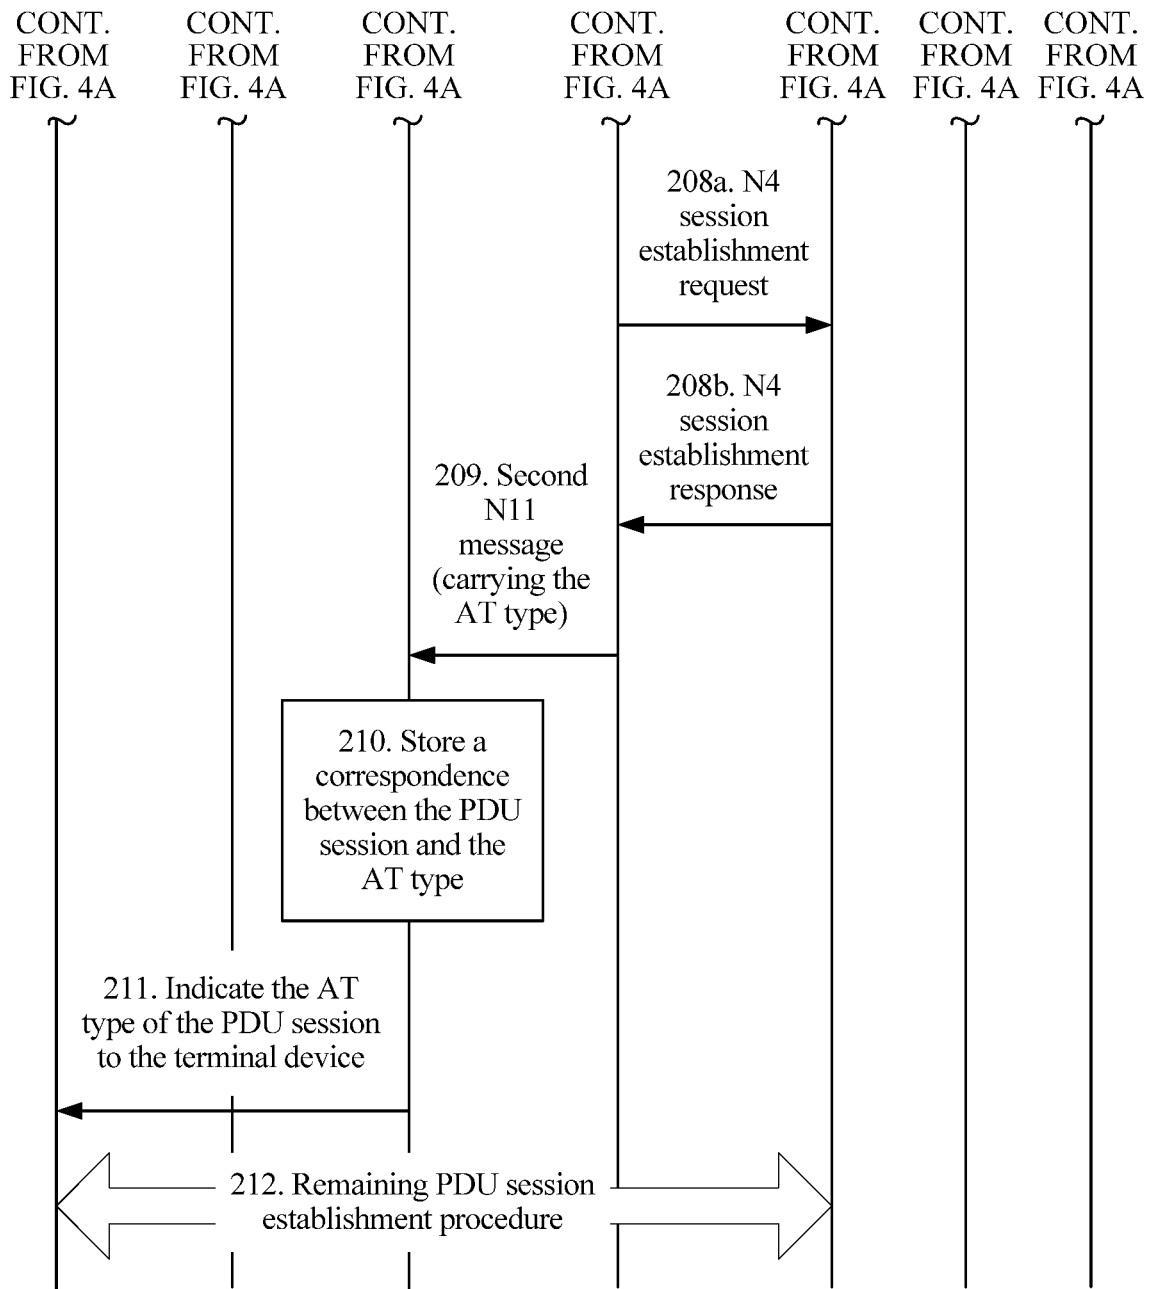 CONT.
FROM
FIG. 4A
CONT.
FROM
FIG. 4A
CONT.
FROM
FIG. 4A
CONT.
FROM
FIG. 4A
CONT.
FROM
FIG. 4A
CONT.
FROM
FIG. 4A
CONT.
FROM
FIG. 4A
208a. N4
session
establishment
request
208b. N4
session
establishment
response
209. Second
N11
message
(carrying the
AT type)
210. Store a
correspondence
between the PDU
session and the
AT type
211. Indicate the AT
type of the PDU session
to the terminal device
212. Remaining PDU session
establishment procedure